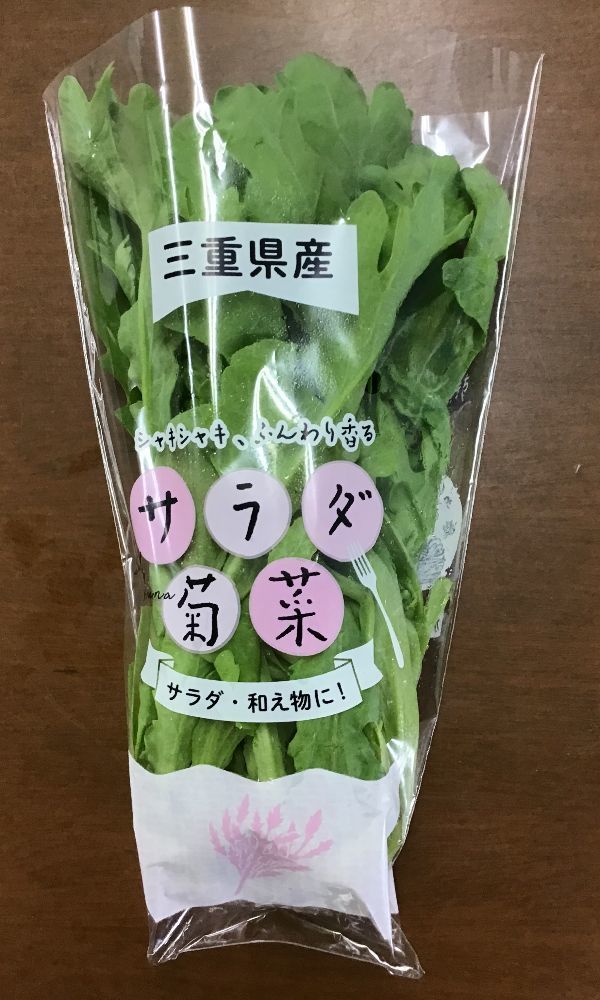 三重県産
シャキシャキ、ふんわり香る
サラダ
菊菜
サラダ・和え物に！